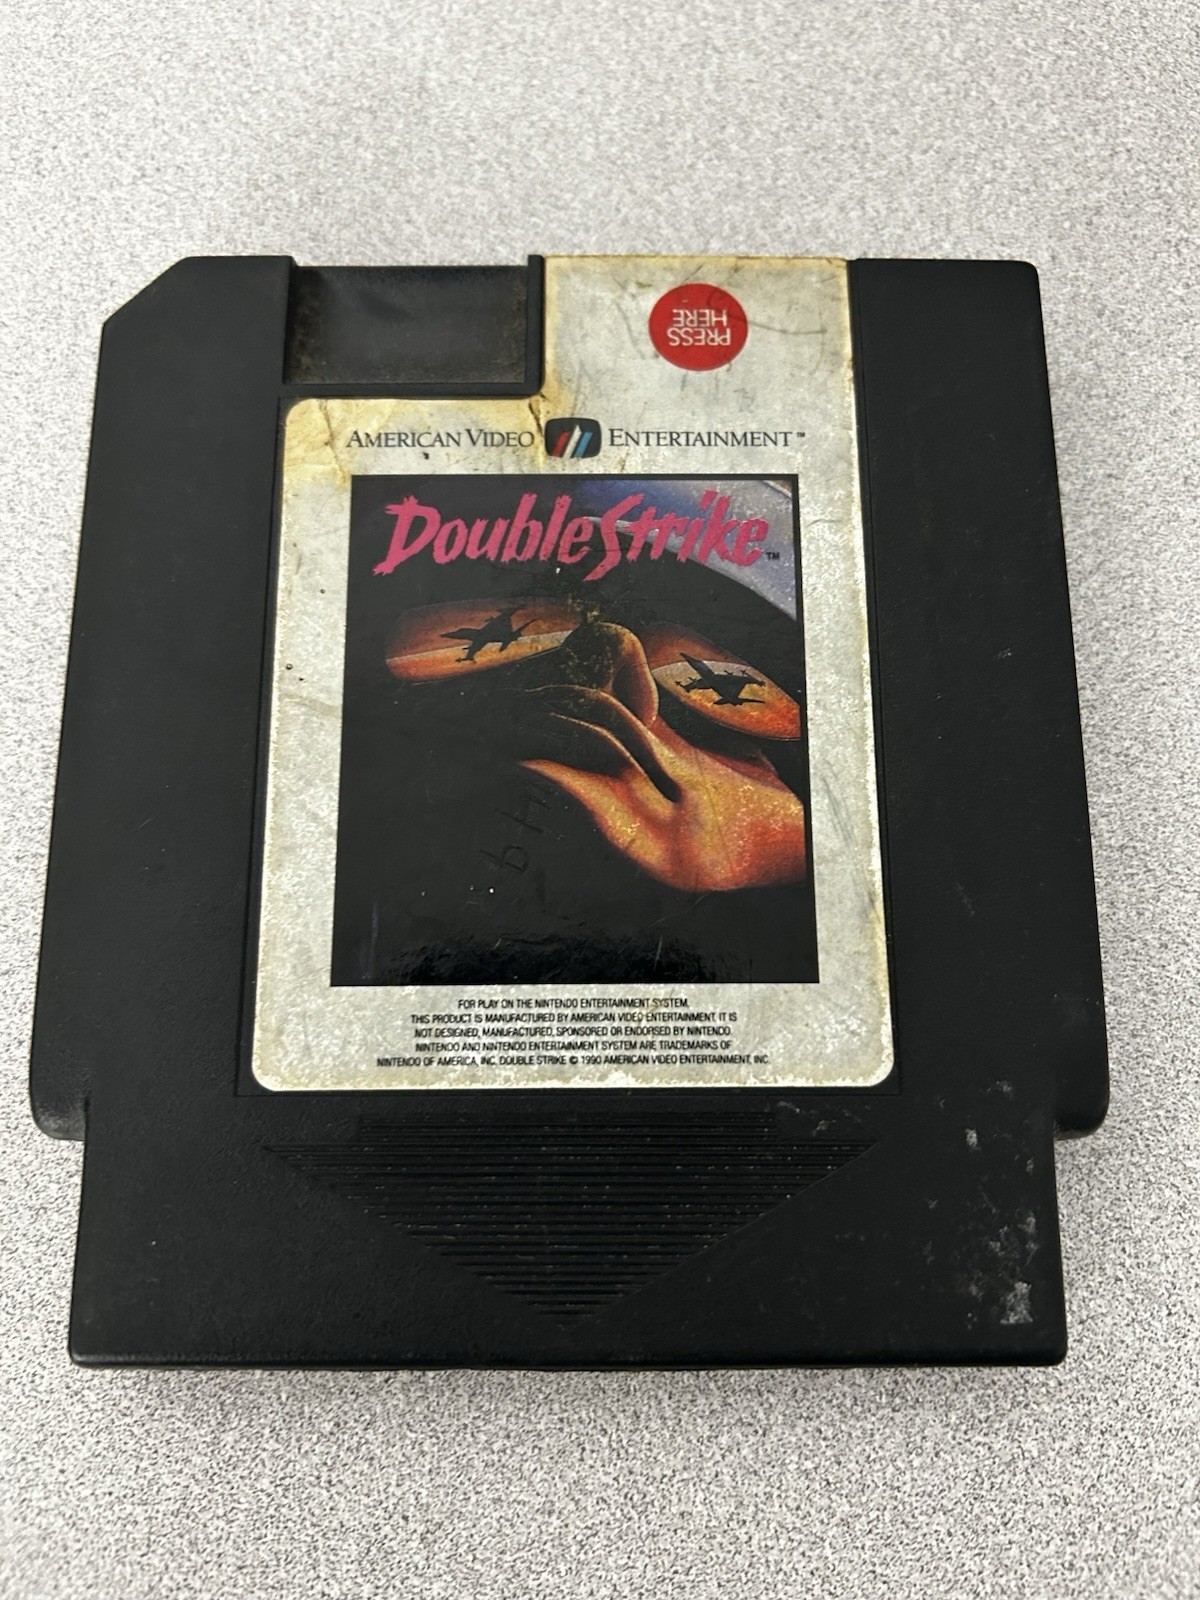 PRESS
HERE
AMERICAN VIDEO ENTERTAINMENT™
Double Strike™
FOR PLAY ON THE NINTENDO ENTERTAINMENT SYSTEM.
THIS PRODUCT IS MANUFACTURED BY AMERICAN VIDEO ENTERTAINMENT. IT IS
NOT DESIGNED, MANUFACTURED, SPONSORED OR ENDORSED BY NINTENDO.
NINTENDO AND NINTENDO ENTERTAINMENT SYSTEM ARE TRADEMARKS OF
NINTENDO OF AMERICA, INC. DOUBLE STRIKE © 1990 AMERICAN VIDEO ENTERTAINMENT, INC.